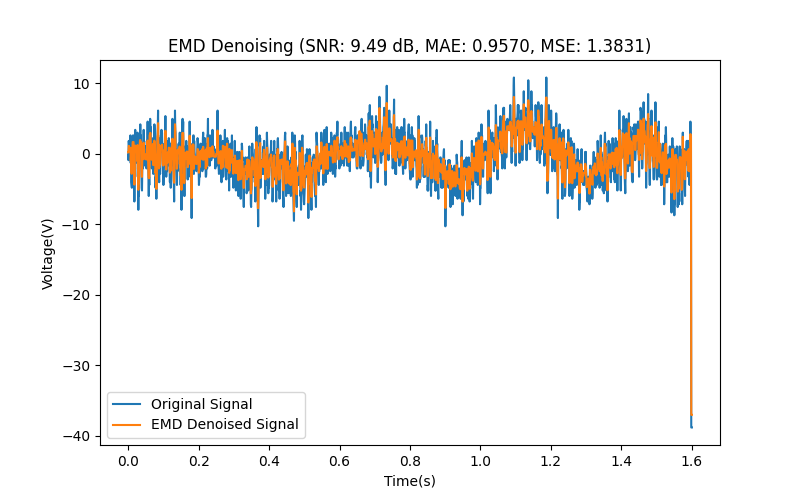 EMD Denoising (SNR: 9.49 dB, MAE: 0.9570, MSE: 1.3831)
10
0
−10
−20
−30
−40
Voltage(V)
Original Signal
EMD Denoised Signal
0.0 0.2 0.4 0.6 0.8 1.0 1.2 1.4 1.6
Time(s)